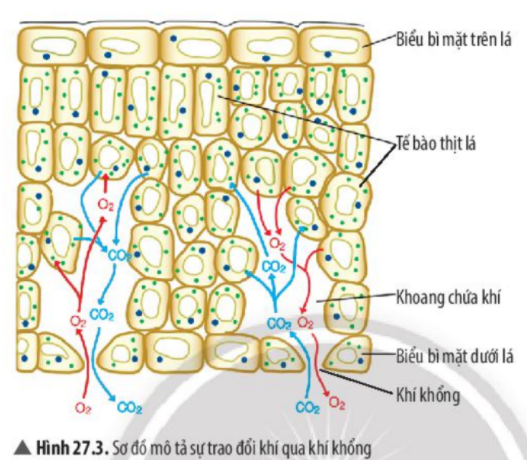 Biểu bì mặt trên lá
Tế bào thịt lá
O₂
CO₂
O₂
CO₂
CO₂
O₂
Khoang chứa khí
O₂
CO₂
CO₂
O₂
Biểu bì mặt dưới lá
Khí khổng
O₂
CO₂
CO₂
O₂
▲ Hình 27.3. Sơ đồ mô tả sự trao đổi khí qua khí khổng